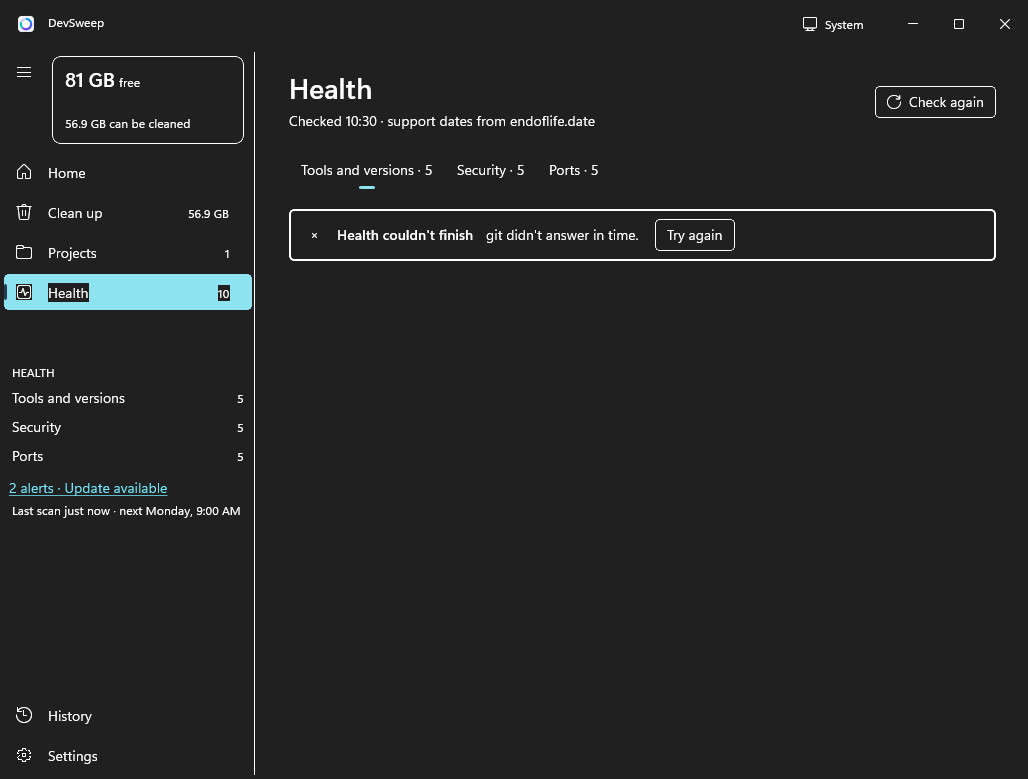 DevSweep
System
81 GB free
56.9 GB can be cleaned
Home
Clean up 56.9 GB
Projects 1
Health 10
HEALTH
Tools and versions 5
Security 5
Ports 5
2 alerts · Update available
Last scan just now · next Monday, 9:00 AM
History
Settings
Health
Checked 10:30 · support dates from endoflife.date
Check again
Tools and versions · 5 Security · 5 Ports · 5
Health couldn't finish git didn't answer in time. Try again